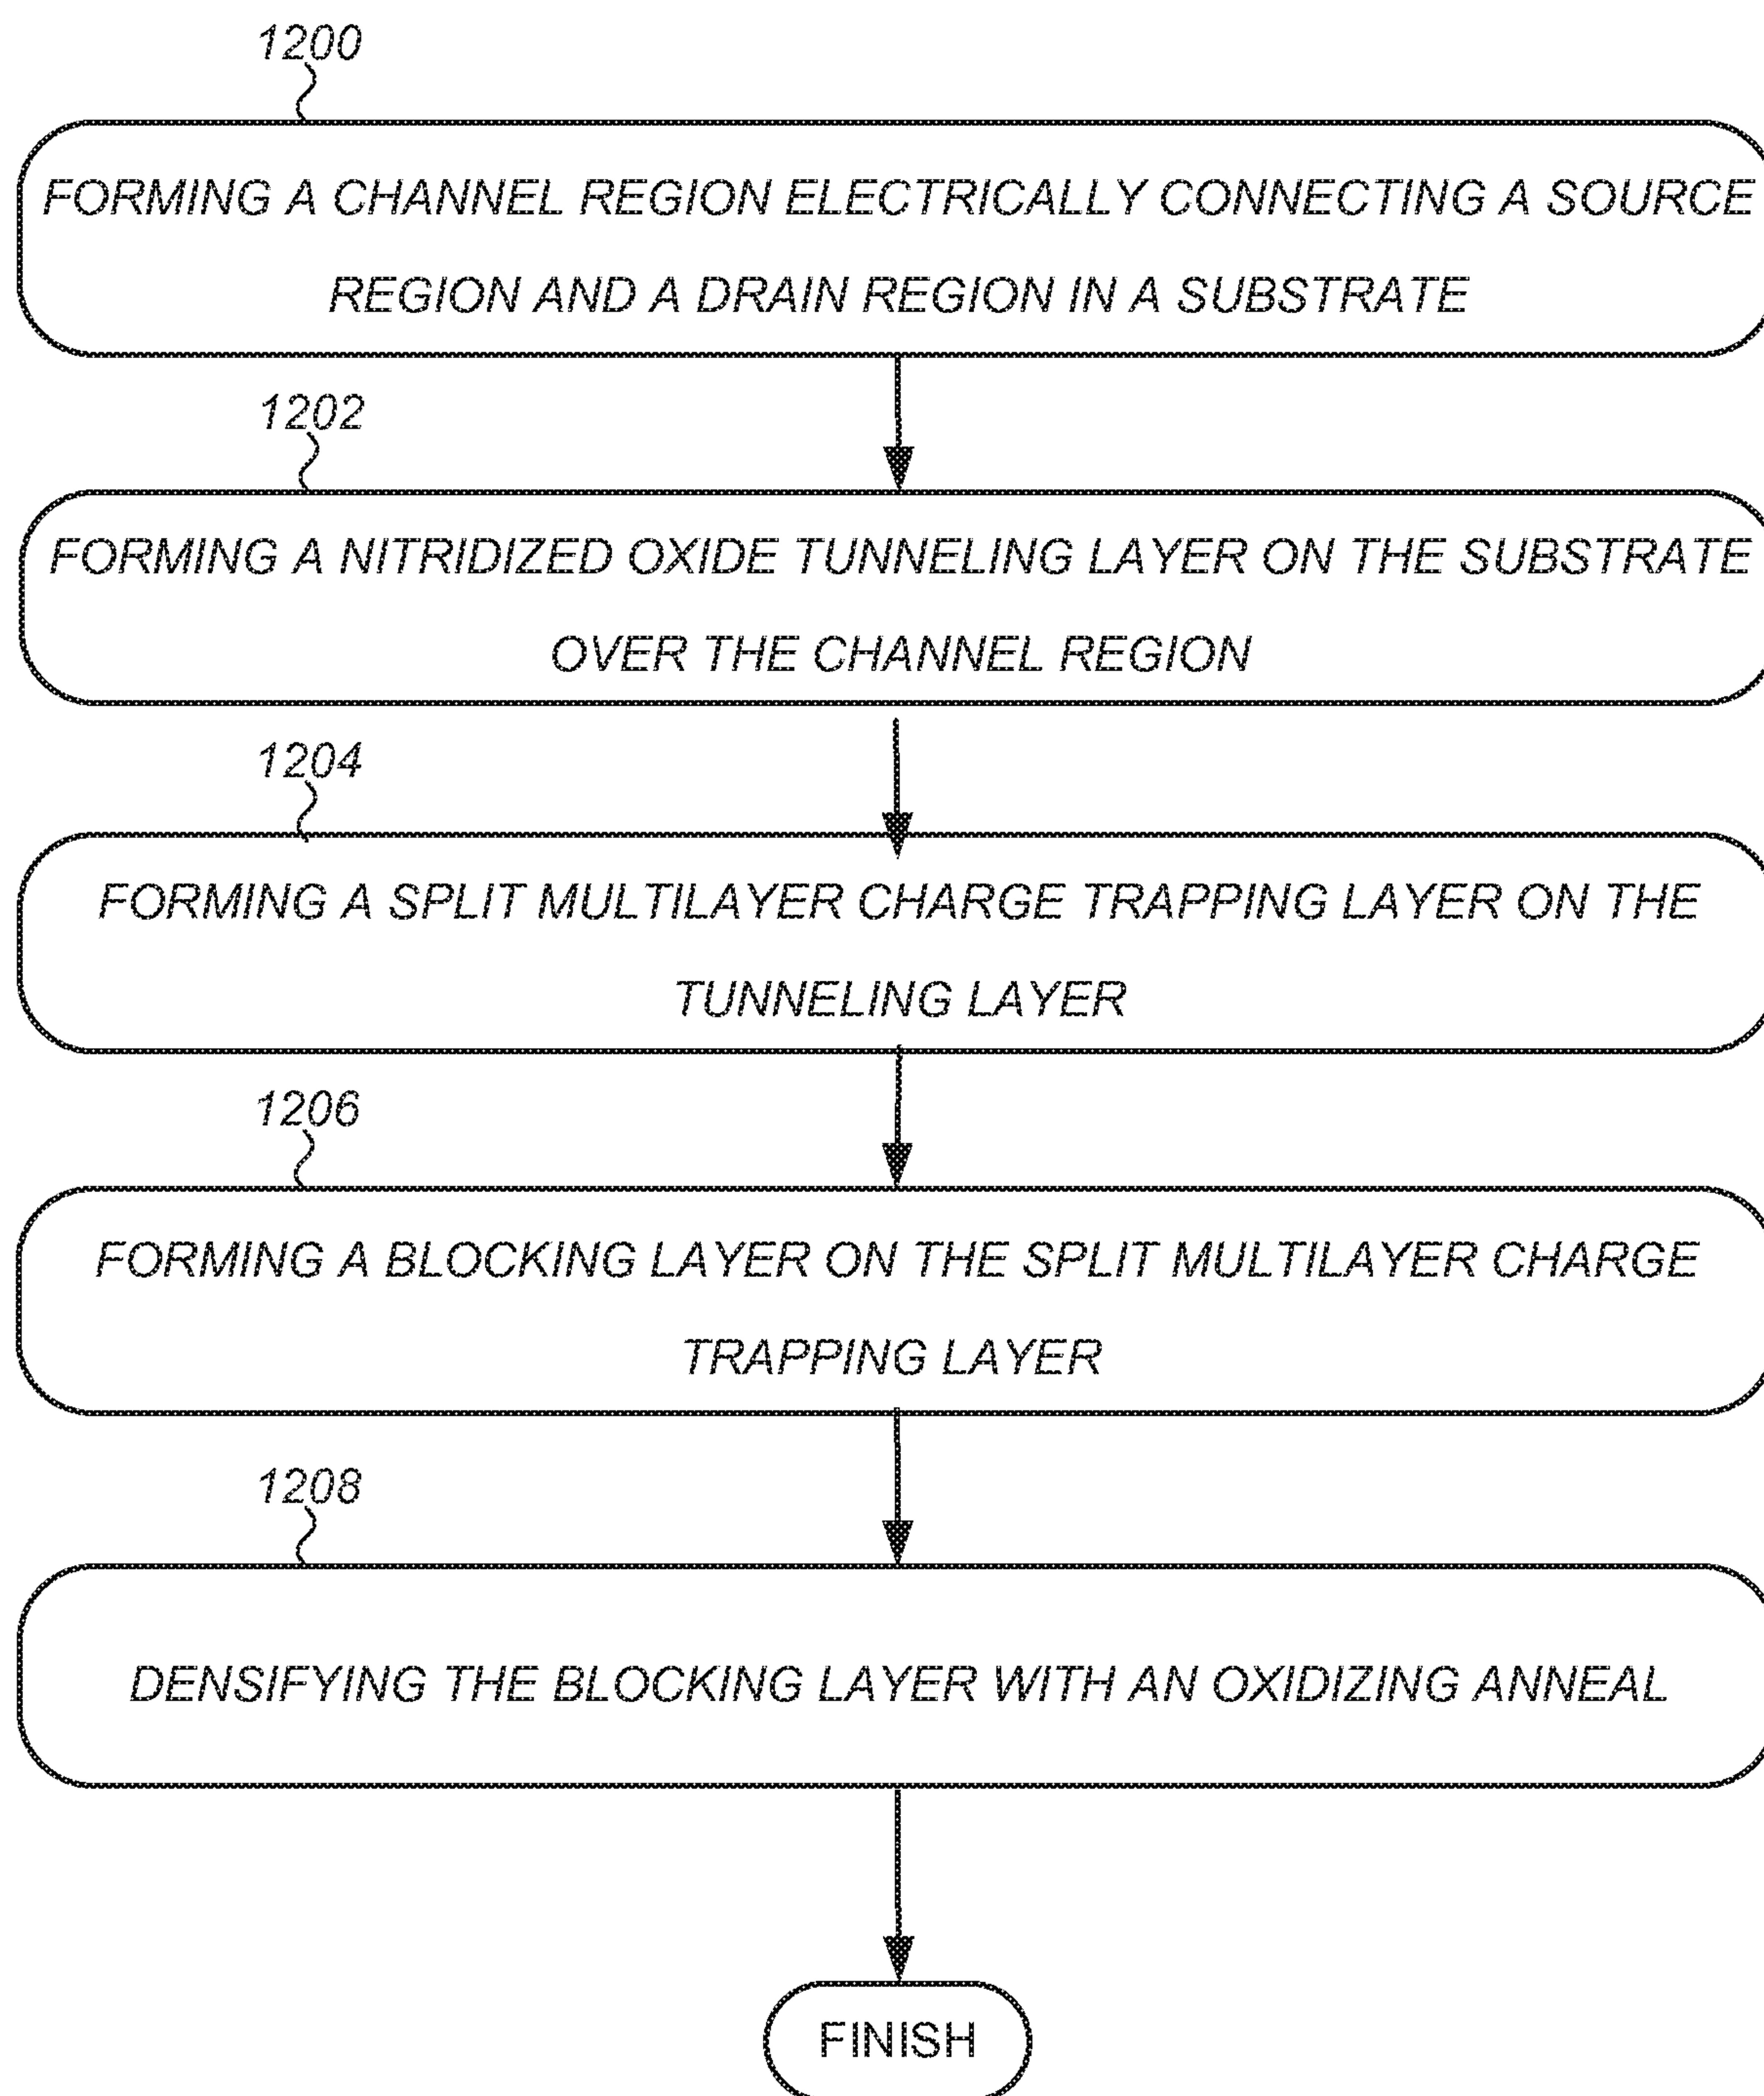 1200
FORMING A CHANNEL REGION ELECTRICALLY CONNECTING A SOURCE
REGION AND A DRAIN REGION IN A SUBSTRATE
1202
FORMING A NITRIDIZED OXIDE TUNNELING LAYER ON THE SUBSTRATE
OVER THE CHANNEL REGION
1204
FORMING A SPLIT MULTILAYER CHARGE TRAPPING LAYER ON THE
TUNNELING LAYER
1206
FORMING A BLOCKING LAYER ON THE SPLIT MULTILAYER CHARGE
TRAPPING LAYER
1208
DENSIFYING THE BLOCKING LAYER WITH AN OXIDIZING ANNEAL
FINISH